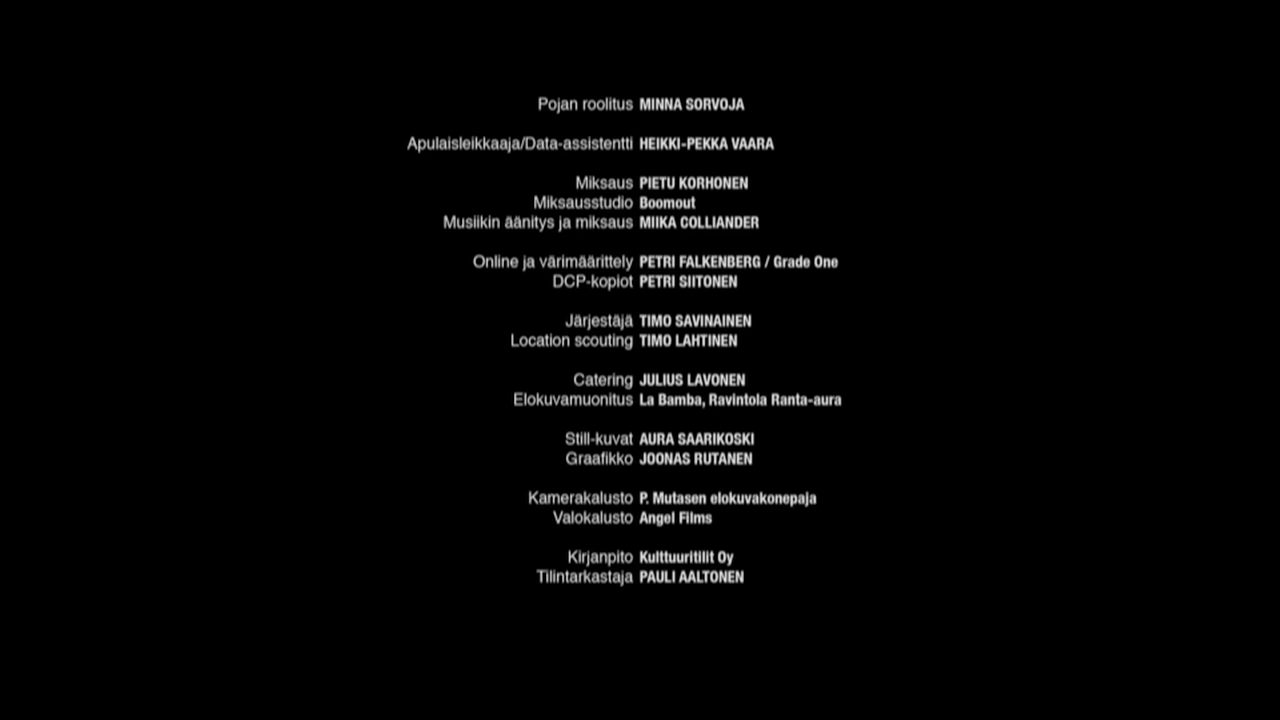 Pojan roolitus MINNA SORVOJA
Apulaisleikkaaja/Data-assistentti HEIKKI-PEKKA VAARA
Miksaus PIETU KORHONEN
Miksausstudio Boomout
Musiikin äänitys ja miksaus MIIKA COLLIANDER
Online ja värimäärittely PETRI FALKENBERG / Grade One
DCP-kopiot PETRI SIITONEN
Järjestäjä TIMO SAVINAINEN
Location scouting TIMO LAHTINEN
Catering JULIUS LAVONEN
Elokuvamuonitus La Bamba, Ravintola Ranta-aura
Still-kuvat AURA SAARIKOSKI
Graafikko JOONAS RUTANEN
Kamerakalusto P. Mutasen elokuvakonepaja
Valokalusto Angel Films
Kirjanpito Kulttuuritilit Oy
Tilintarkastaja PAULI AALTONEN